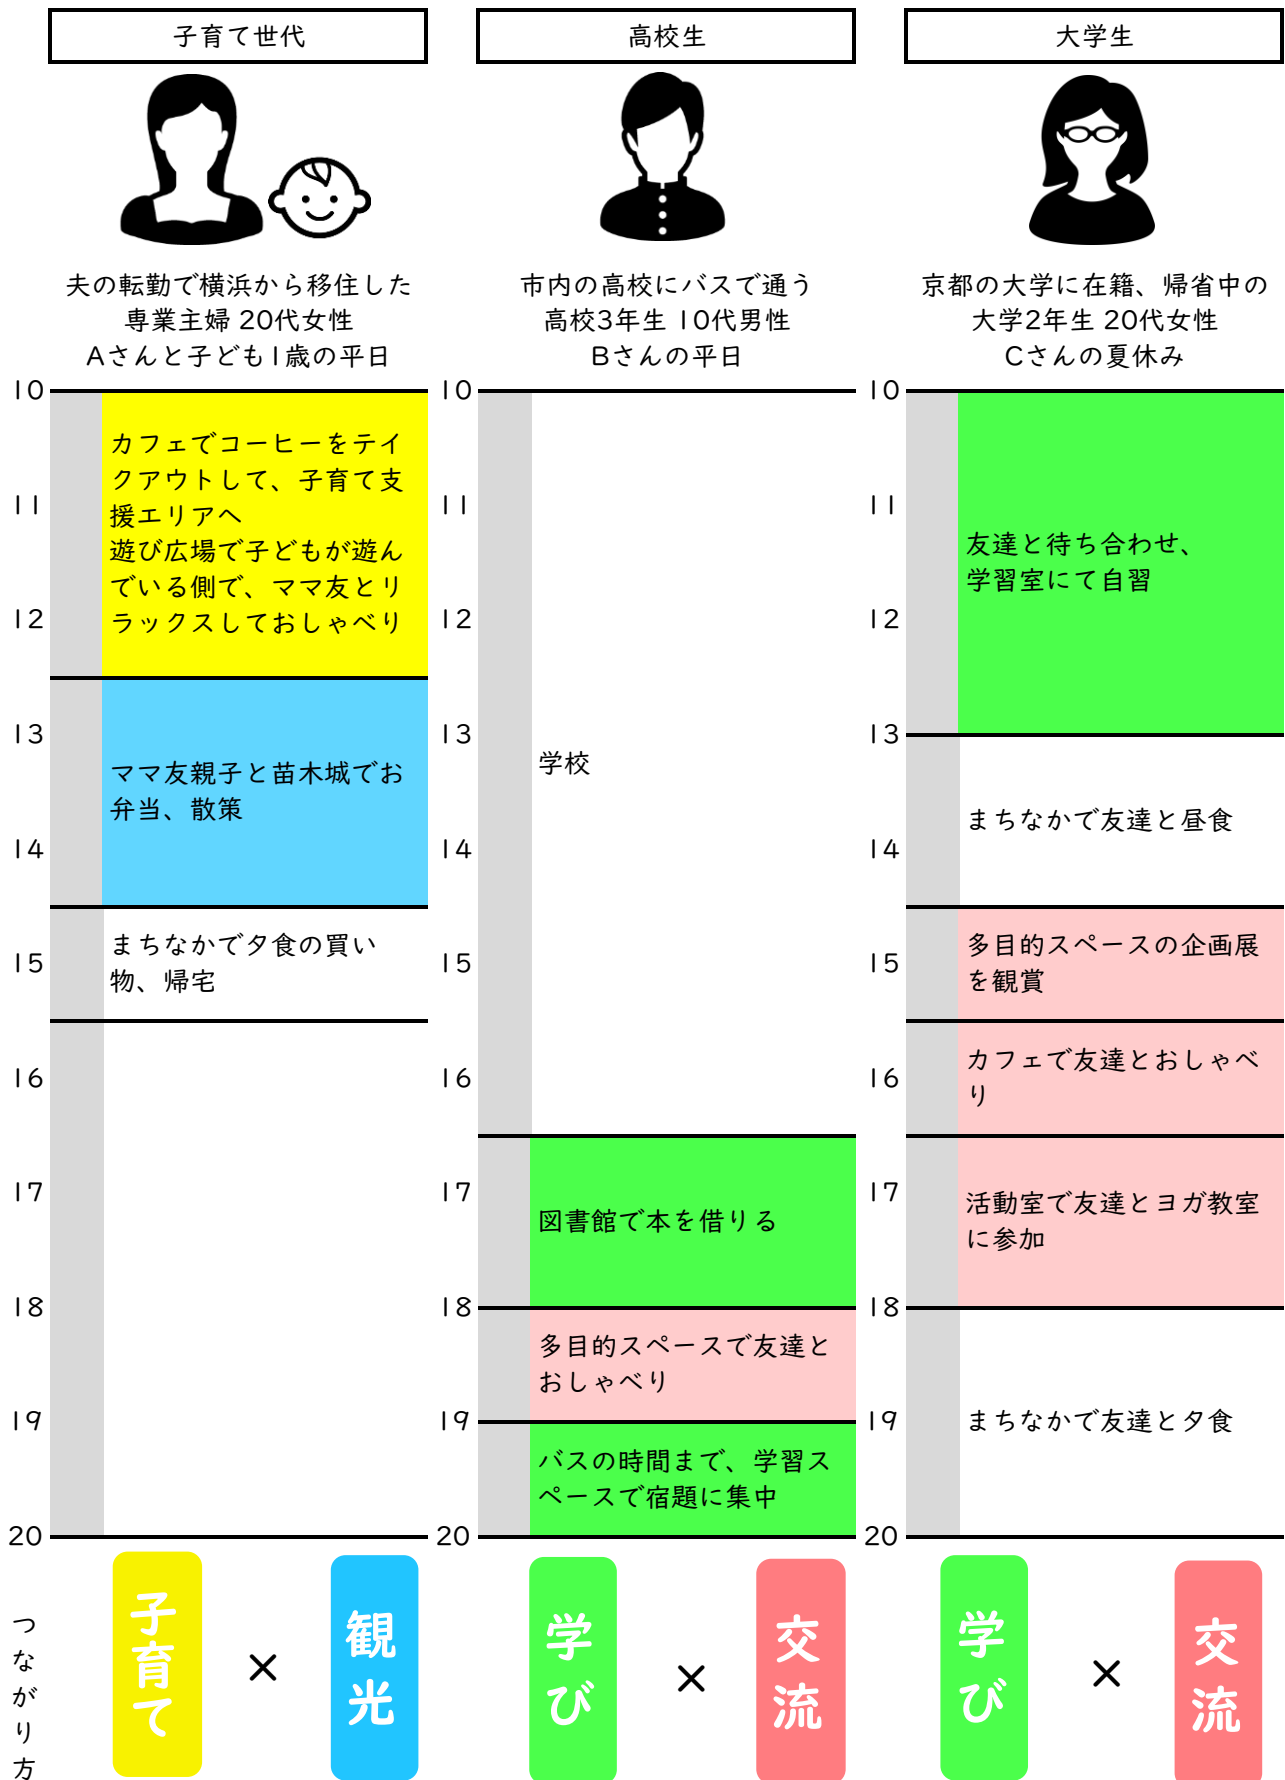 子育て世代
夫の転勤で横浜から移住した
専業主婦 20代女性
Aさんと子ども1歳の平日
10
11
12
13
14
15
16
17
18
19
20
カフェでコーヒーをテイ
クアウトして、子育て支
援エリアへ
遊び広場で子どもが遊ん
でいる側で、ママ友とリ
ラックスしておしゃべり
ママ友親子と苗木城でお
弁当、散策
まちなかで夕食の買い
物、帰宅
高校生
市内の高校にバスで通う
高校3年生 10代男性
Bさんの平日
10
11
12
13
14
15
16
17
18
19
20
学校
図書館で本を借りる
多目的スペースで友達と
おしゃべり
バスの時間まで、学習ス
ペースで宿題に集中
大学生
京都の大学に在籍、帰省中の
大学2年生 20代女性
Cさんの夏休み
10
11
12
13
14
15
16
17
18
19
20
友達と待ち合わせ、
学習室にて自習
まちなかで友達と昼食
多目的スペースの企画展
を観賞
カフェで友達とおしゃべ
り
活動室で友達とヨガ教室
に参加
まちなかで友達と夕食
つながり方
子育て
×
観光
学び
×
交流
学び
×
交流